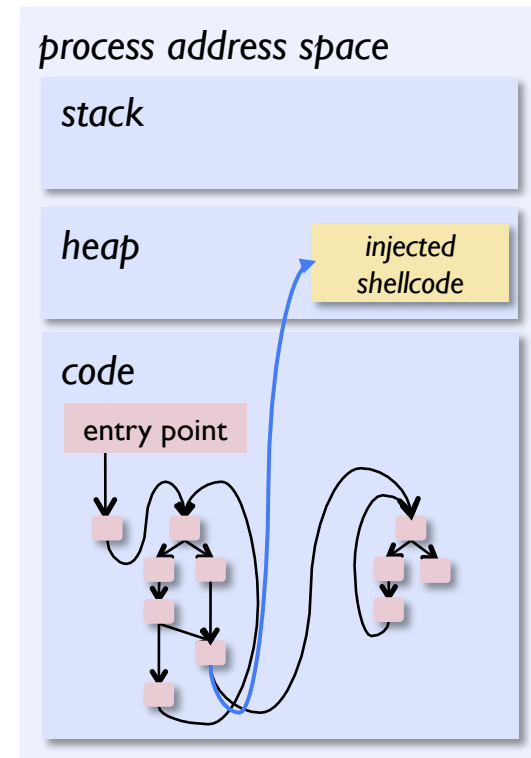 process address space
stack
heap
injected
shellcode
code
entry point